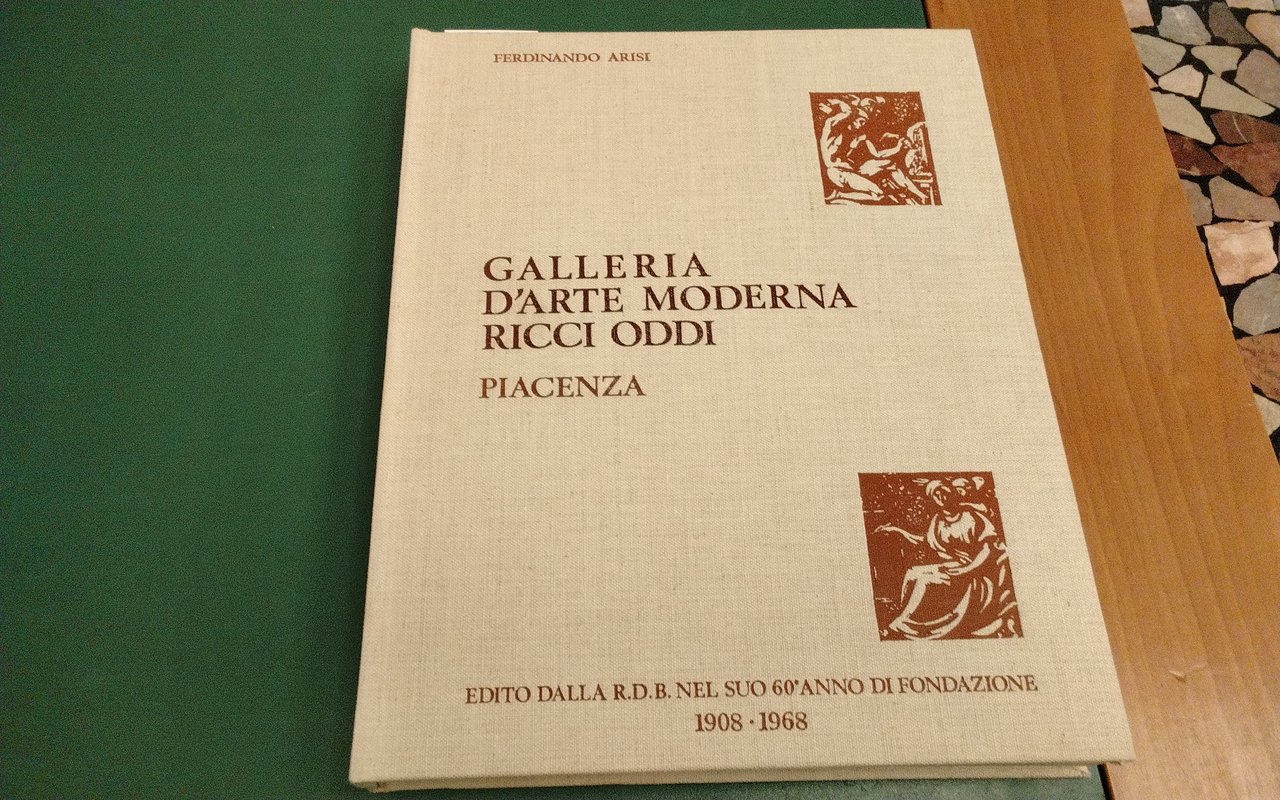 FERDINANDO ARISI
GALLERIA
D'ARTE MODERNA
RICCI ODDI
PIACENZA
EDITO DALLA R.D.B. NEL SUO 60° ANNO DI FONDAZIONE
1908 · 1968